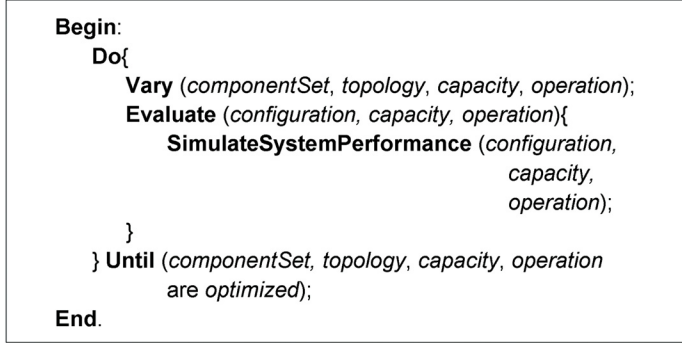 Begin:
Do{
Vary (componentSet, topology, capacity, operation);
Evaluate (configuration, capacity, operation){
SimulateSystemPerformance (configuration,
capacity,
operation);
}
} Until (componentSet, topology, capacity, operation
are optimized);
End.